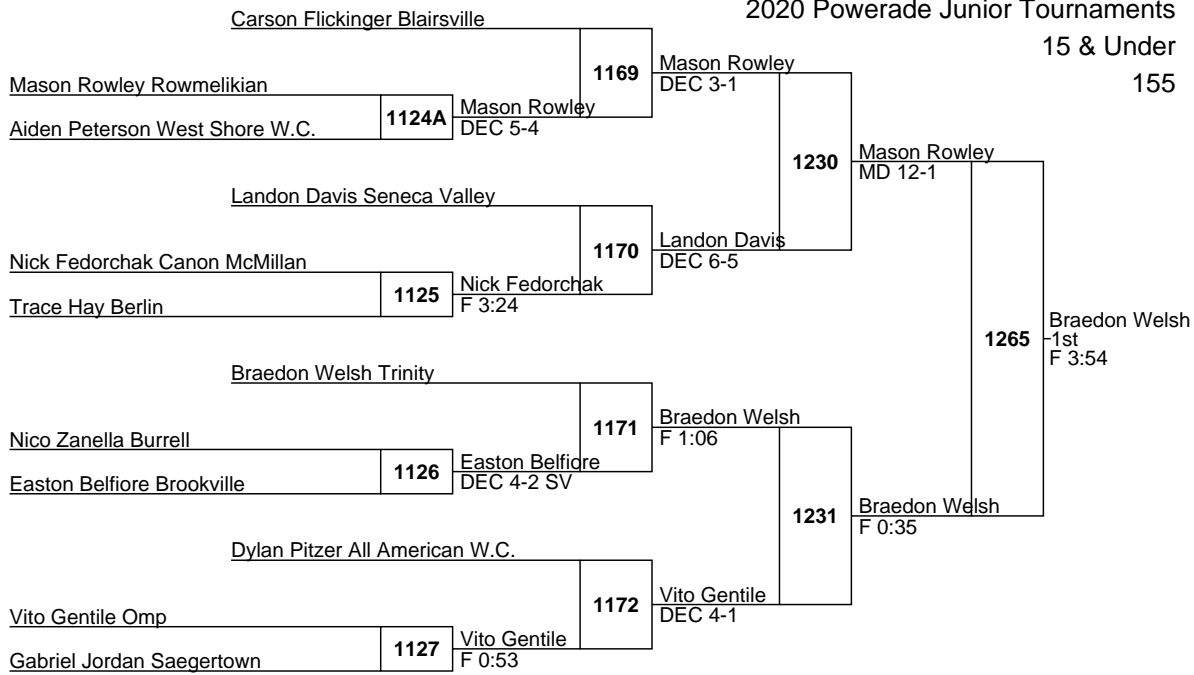 2020 Powerade Junior Tournaments
15 & Under
155
Carson Flickinger Blairsville
1169
Mason Rowley
DEC 3-1
Mason Rowley Rowmelikian
1124A
Mason Rowley
DEC 5-4
Aiden Peterson West Shore W.C.
1230
Mason Rowley
MD 12-1
Landon Davis Seneca Valley
1170
Landon Davis
DEC 6-5
Nick Fedorchak Canon McMillan
1125
Nick Fedorchak
F 3:24
Trace Hay Berlin
1265
Braedon Welsh
1st
F 3:54
Braedon Welsh Trinity
1171
Braedon Welsh
F 1:06
Nico Zanella Burrell
1126
Easton Belfiore
DEC 4-2 SV
Easton Belfiore Brookville
1231
Braedon Welsh
F 0:35
Dylan Pitzer All American W.C.
1172
Vito Gentile
DEC 4-1
Vito Gentile Omp
1127
Vito Gentile
F 0:53
Gabriel Jordan Saegertown